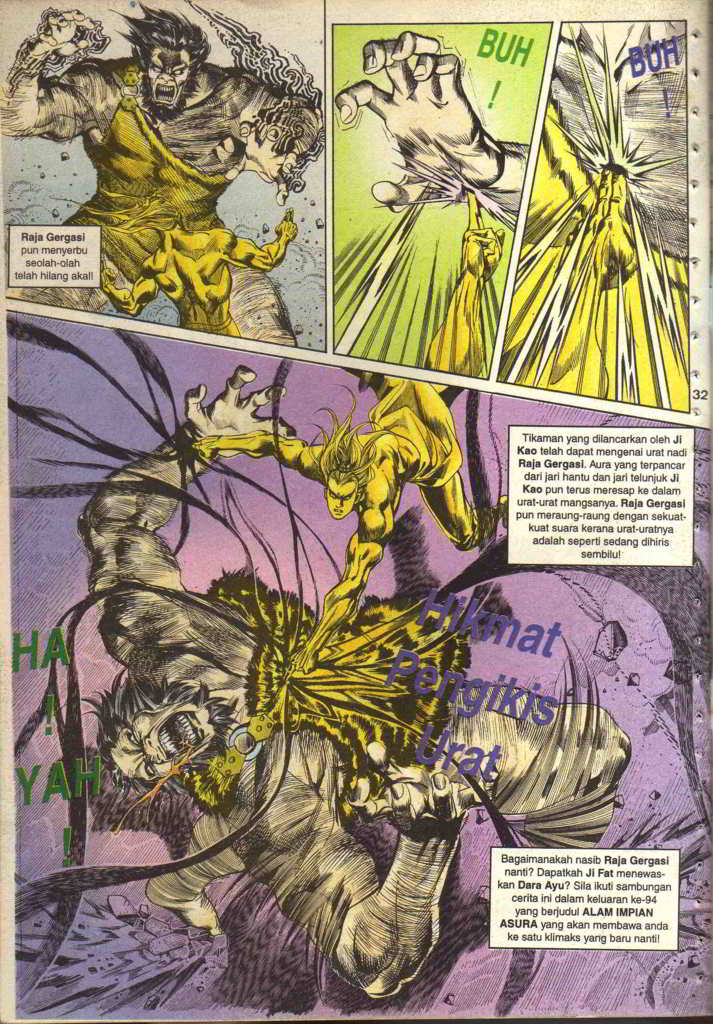 Raja Gergasi
pun menyerbu
seolah-olah
telah hilang akal!
BUH
!
BUH
!
32
Tikaman yang dilancarkan oleh Ji
Kao telah dapat mengenai urat nadi
Raja Gergasi. Aura yang terpancar
dari jari hantu dan jari telunjuk Ji
Kao pun terus meresap ke dalam
urat-urat mangsanya. Raja Gergasi
pun meraung-raung dengan sekuat-
kuat suara kerana urat-uratnya
adalah seperti sedang dihiris
sembilu!
Hikmat
Pengikis
Urat
HA
!
YAH
!
Bagaimanakah nasib Raja Gergasi
nanti? Dapatkah Ji Fat menewas-
kan Dara Ayu? Sila ikuti sambungan
cerita ini dalam keluaran ke-94
yang berjudul ALAM IMPIAN
ASURA yang akan membawa anda
ke satu klimaks yang baru nanti!